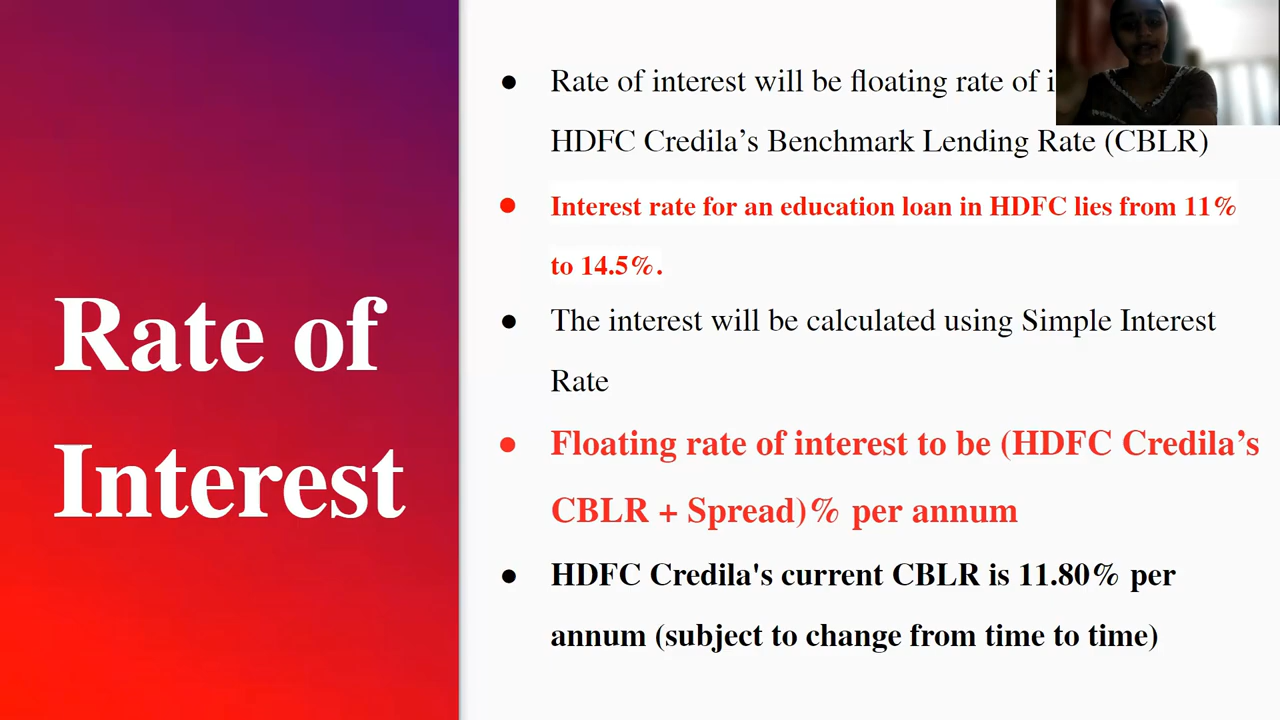 Rate of
Interest
● Rate of interest will be floating rate of
HDFC Credila’s Benchmark Lending Rate (CBLR)
● Interest rate for an education loan in HDFC lies from 11%
to 14.5%.
● The interest will be calculated using Simple Interest
Rate
● Floating rate of interest to be (HDFC Credila’s
CBLR + Spread)% per annum
● HDFC Credila's current CBLR is 11.80% per
annum (subject to change from time to time)